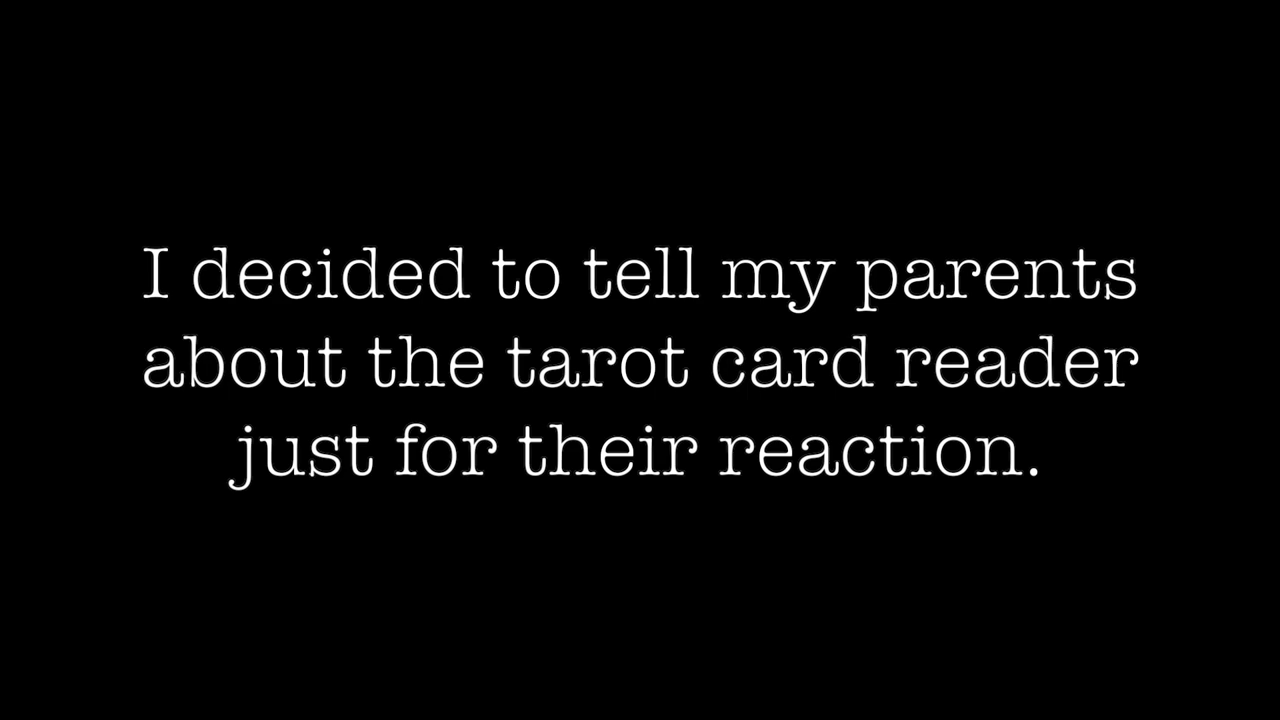 I decided to tell my parents
about the tarot card reader
just for their reaction.